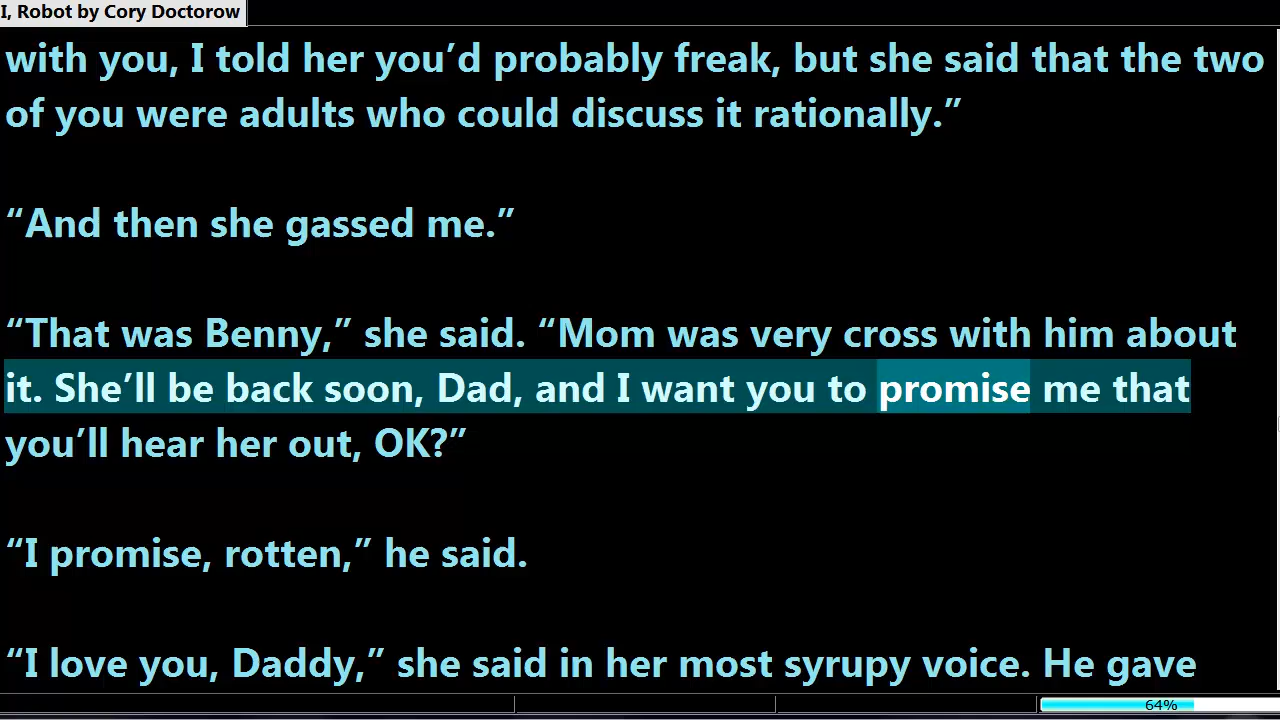 I, Robot by Cory Doctorow
with you, I told her you’d probably freak, but she said that the two
of you were adults who could discuss it rationally.”
“And then she gassed me.”
“That was Benny,” she said. “Mom was very cross with him about
it. She’ll be back soon, Dad, and I want you to promise me that
you’ll hear her out, OK?”
“I promise, rotten,” he said.
“I love you, Daddy,” she said in her most syrupy voice. He gave
64%